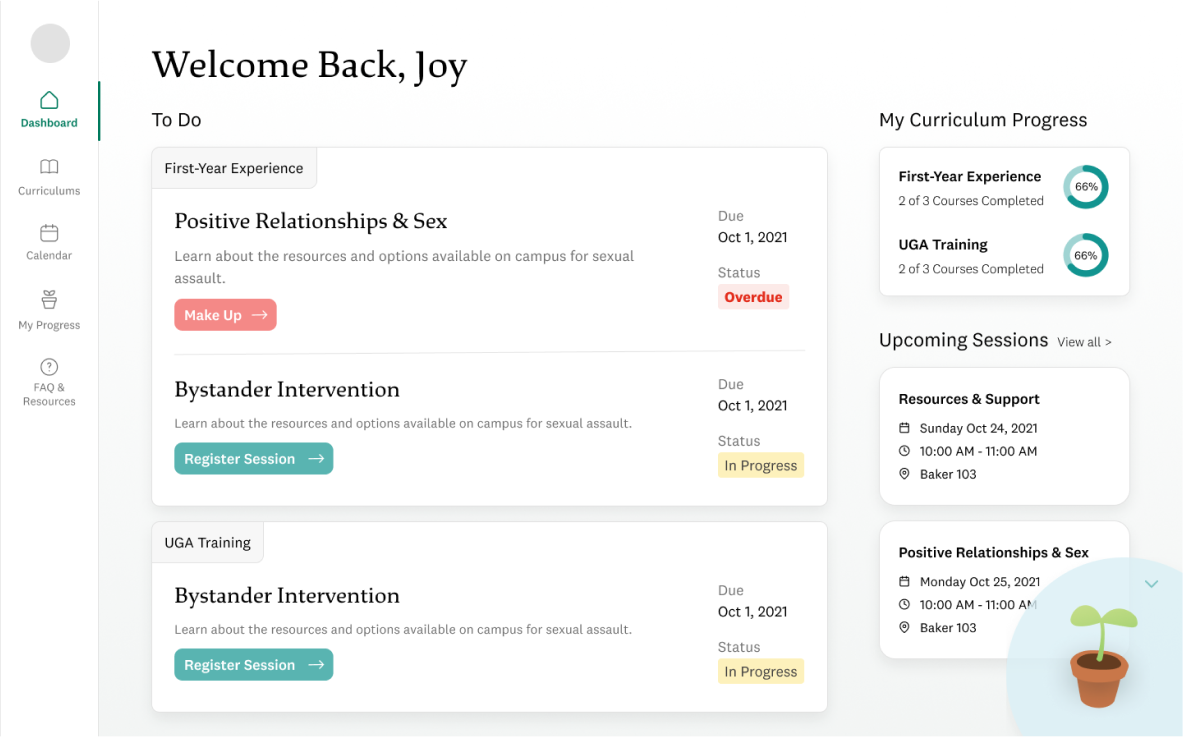 Dashboard
Curriculums
Calendar
My Progress
FAQ &
Resources
Welcome Back, Joy
To Do
First-Year Experience
Positive Relationships & Sex
Learn about the resources and options available on campus for sexual
assault.
Make Up →
Due
Oct 1, 2021
Status
Overdue
Bystander Intervention
Learn about the resources and options available on campus for sexual assault.
Register Session →
Due
Oct 1, 2021
Status
In Progress
UGA Training
Bystander Intervention
Learn about the resources and options available on campus for sexual assault.
Register Session →
Due
Oct 1, 2021
Status
In Progress
My Curriculum Progress
First-Year Experience
2 of 3 Courses Completed
66%
UGA Training
2 of 3 Courses Completed
66%
Upcoming Sessions View all >
Resources & Support
Sunday Oct 24, 2021
10:00 AM - 11:00 AM
Baker 103
Positive Relationships & Sex
Monday Oct 25, 2021
10:00 AM - 11:00 AM
Baker 103